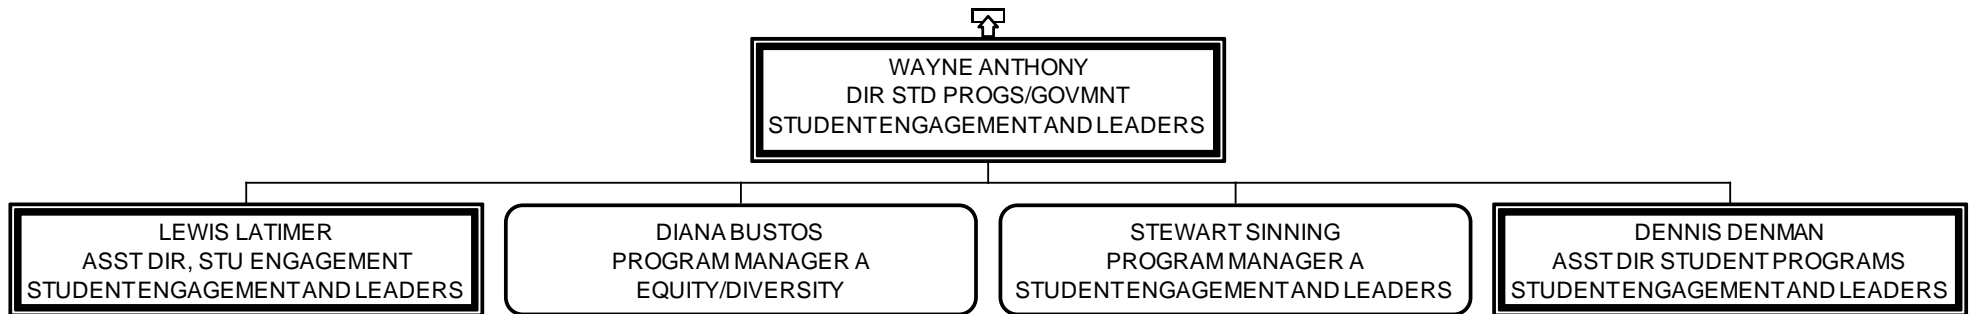 WAYNE ANTHONY
DIR STD PROGS/GOVMNT
STUDENT ENGAGEMENT AND LEADERS
LEWIS LATIMER
ASST DIR, STU ENGAGEMENT
STUDENT ENGAGEMENT AND LEADERS
DIANA BUSTOS
PROGRAM MANAGER A
EQUITY/DIVERSITY
STEWART SINNING
PROGRAM MANAGER A
STUDENT ENGAGEMENT AND LEADERS
DENNIS DENMAN
ASST DIR STUDENT PROGRAMS
STUDENT ENGAGEMENT AND LEADERS